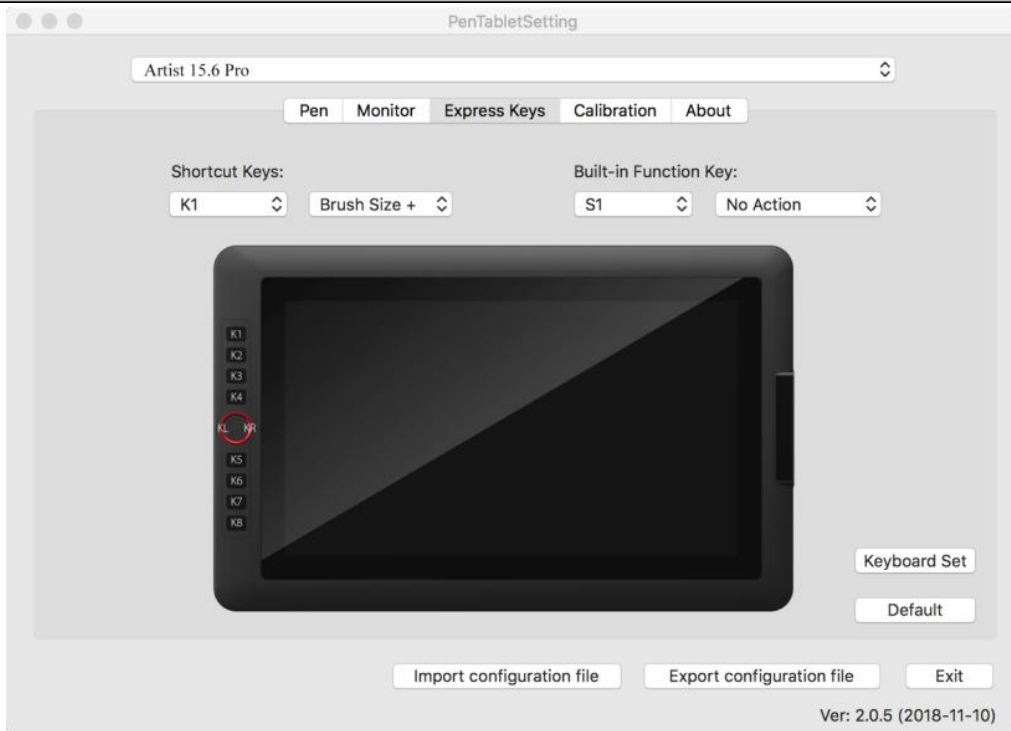 PenTabletSetting
Artist 15.6 Pro
Pen Monitor Express Keys Calibration About
Shortcut Keys: Built-in Function Key:
K1 Brush Size + S1 No Action
K1
K2
K3
K4
KL KR
K5
K6
K7
K8
Keyboard Set
Default
Import configuration file Export configuration file Exit
Ver: 2.0.5 (2018-11-10)